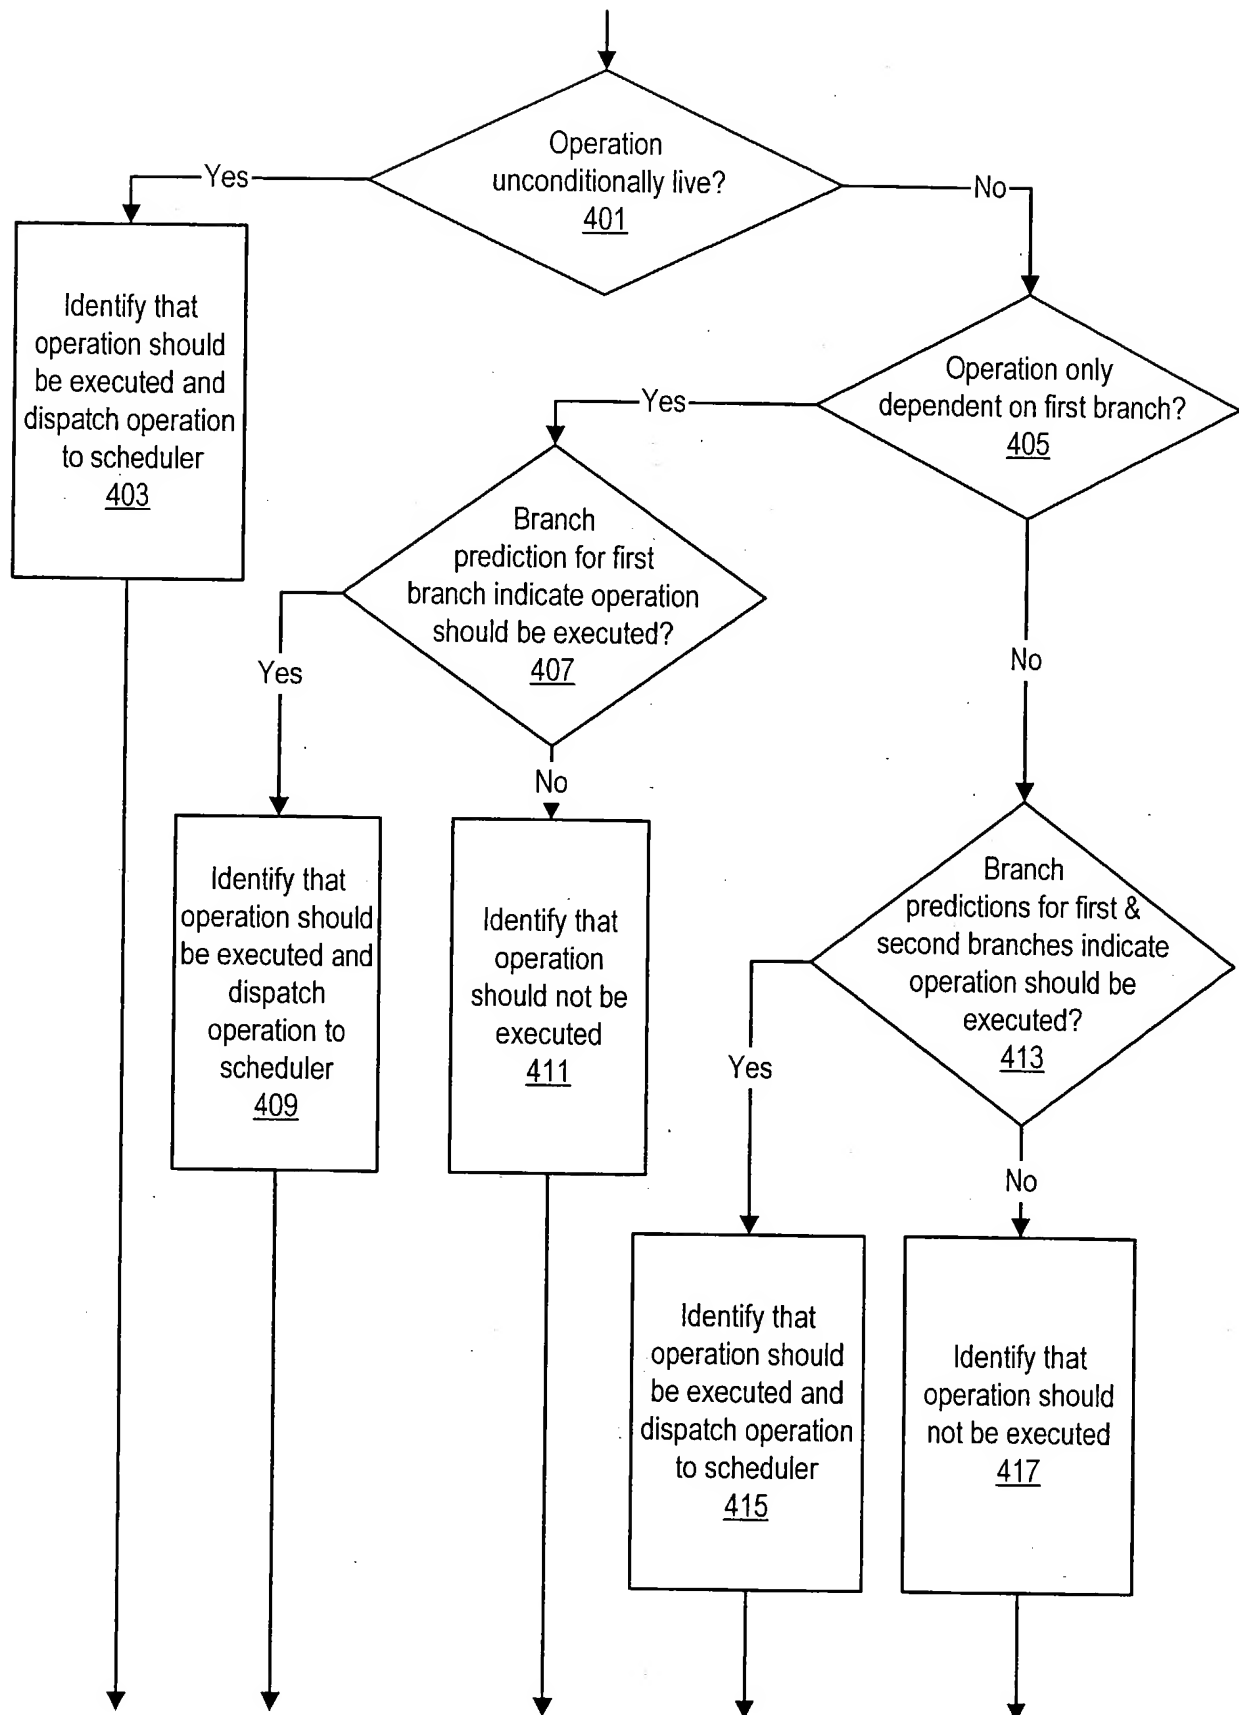 Operation
unconditionally live?
401
Yes
No
Identify that
operation should
be executed and
dispatch operation
to scheduler
403
Operation only
dependent on first branch?
405
Yes
No
Branch
prediction for first
branch indicate operation
should be executed?
407
Yes
No
Identify that
operation should
be executed and
dispatch
operation to
scheduler
409
Identify that
operation
should not be
executed
411
Branch
predictions for first &
second branches indicate
operation should be
executed?
413
Yes
No
Identify that
operation should
be executed and
dispatch operation
to scheduler
415
Identify that
operation should
not be executed
417